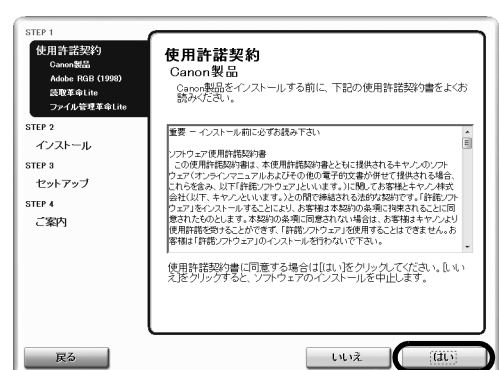 STEP 1
使用許諾契約
Canon製品
Adobe RGB (1998)
読取革命Lite
ファイル管理革命Lite
STEP 2
インストール
STEP 3
セットアップ
STEP 4
ご案内
使用許諾契約
Canon製品
Canon製品をインストールする前に、下記の使用許諾契約書をよくお
読みください。
重要 － インストール前に必ずお読み下さい
ソフトウェア使用許諾契約書
この使用許諾契約書は、本使用許諾契約書とともに提供されるキヤノンのソフト
ウェア(オンラインマニュアルおよびその他の電子的文書が併せて提供される場合、
これらを含み、以下「許諾ソフトウェア」といいます。)に関してお客様とキヤノン株式
会社(以下、キヤノンといいます。)との間で締結される法的な契約です。「許諾ソフト
ウェア」をインストールすることにより、お客様は本契約の条項に拘束されることに同
意されたものとします。本契約の条項に同意されない場合は、お客様はキヤノンより
使用許諾を受けることができず、「許諾ソフトウェア」を使用することはできません。お
客様は「許諾ソフトウェア」のインストールを行わないで下さい。
使用許諾契約書に同意する場合は[はい]をクリックしてください。[いい
え]をクリックすると、ソフトウェアのインストールを中止します。
戻る
いいえ
はい